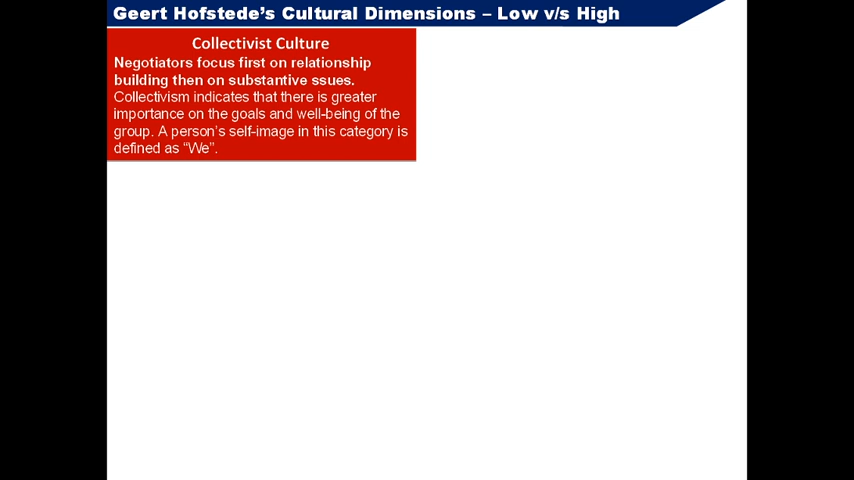 Geert Hofstede's Cultural Dimensions – Low v/s High
Collectivist Culture
Negotiators focus first on relationship
building then on substantive ssues.
Collectivism indicates that there is greater
importance on the goals and well-being of the
group. A person's self-image in this category is
defined as “We”.